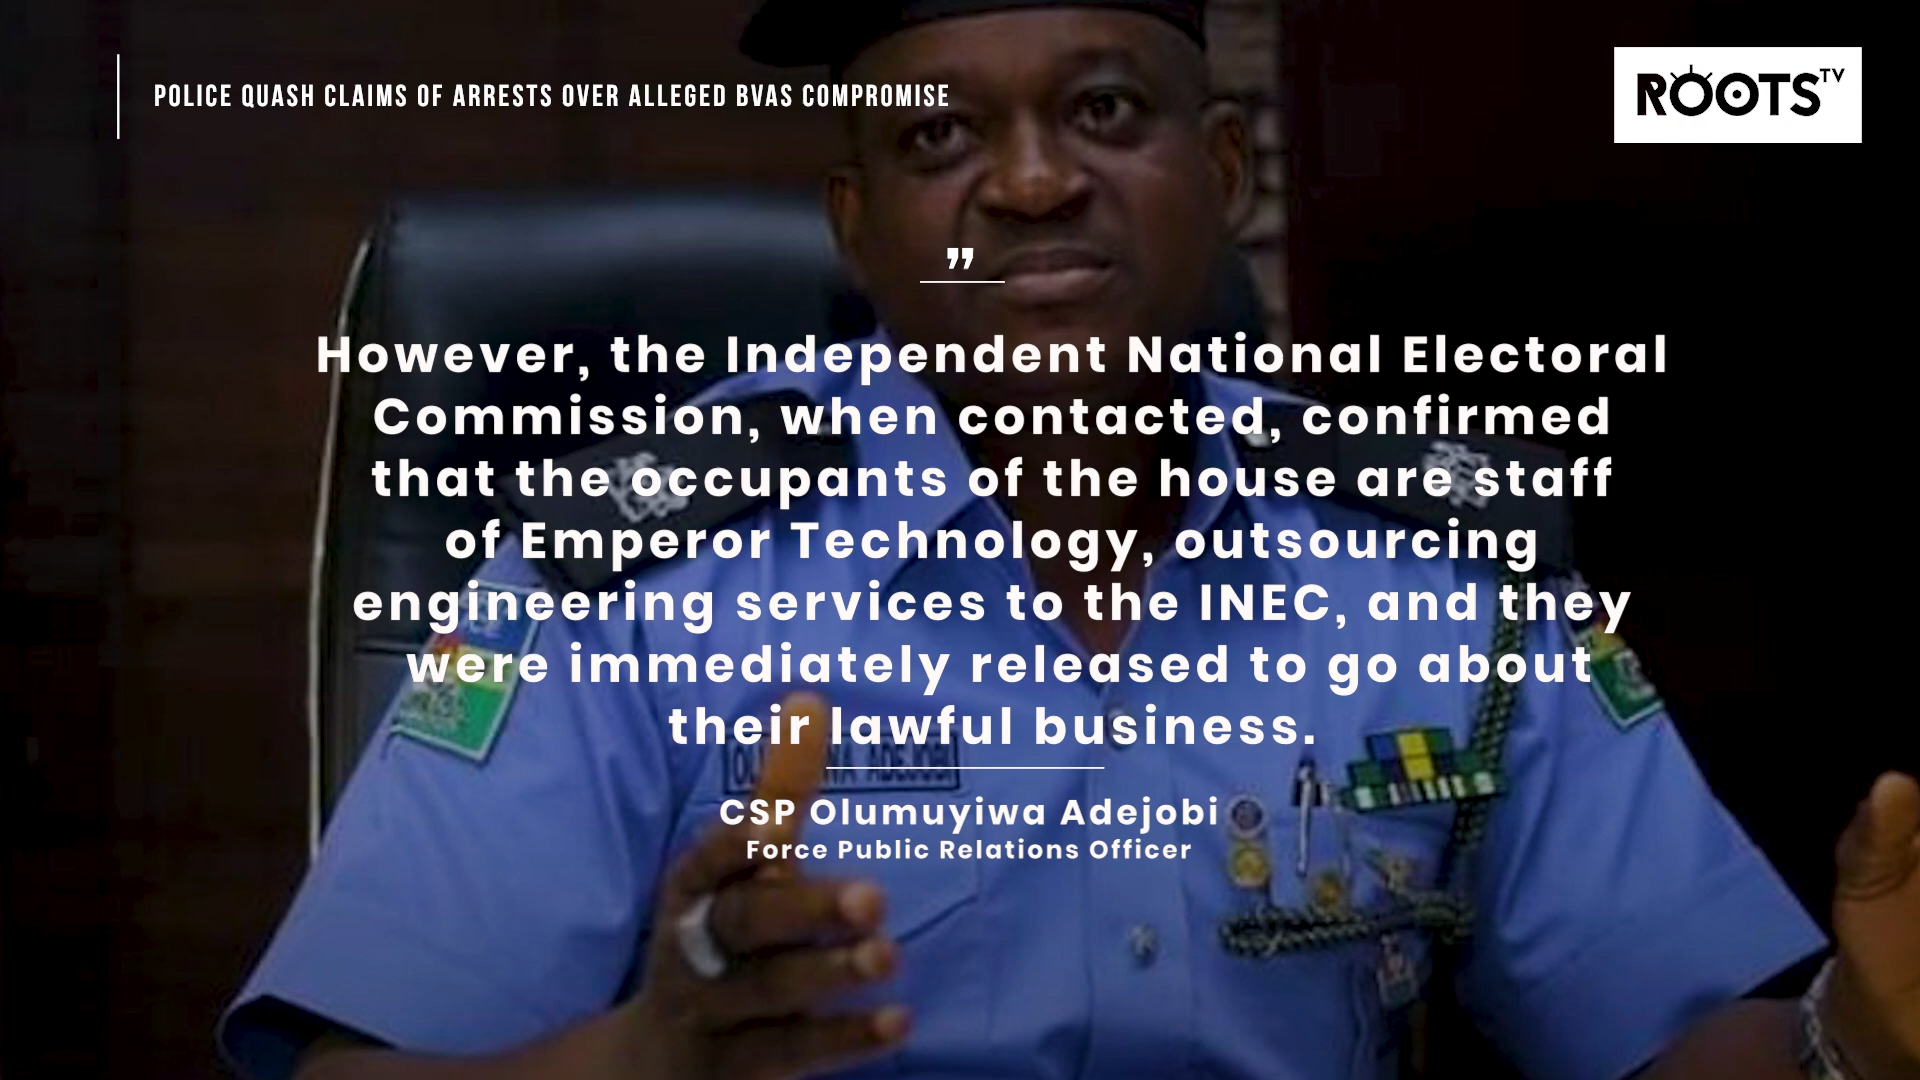 POLICE QUASH CLAIMS OF ARRESTS OVER ALLEGED BVAS COMPROMISE
ROOTS TV
”
However, the Independent National Electoral
Commission, when contacted, confirmed
that the occupants of the house are staff
of Emperor Technology, outsourcing
engineering services to the INEC, and they
were immediately released to go about
their lawful business.
CSP Olumuyiwa Adejobi
Force Public Relations Officer